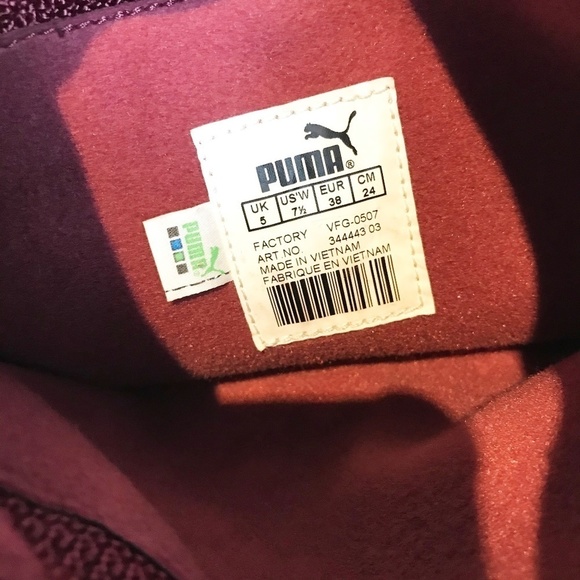 PUMA®
UK US'W EUR CM
5 7½ 38 24
FACTORY VFG-0507
ART.NO. 344443 03
MADE IN VIETNAM
FABRIQUE EN VIETNAM
PUMA